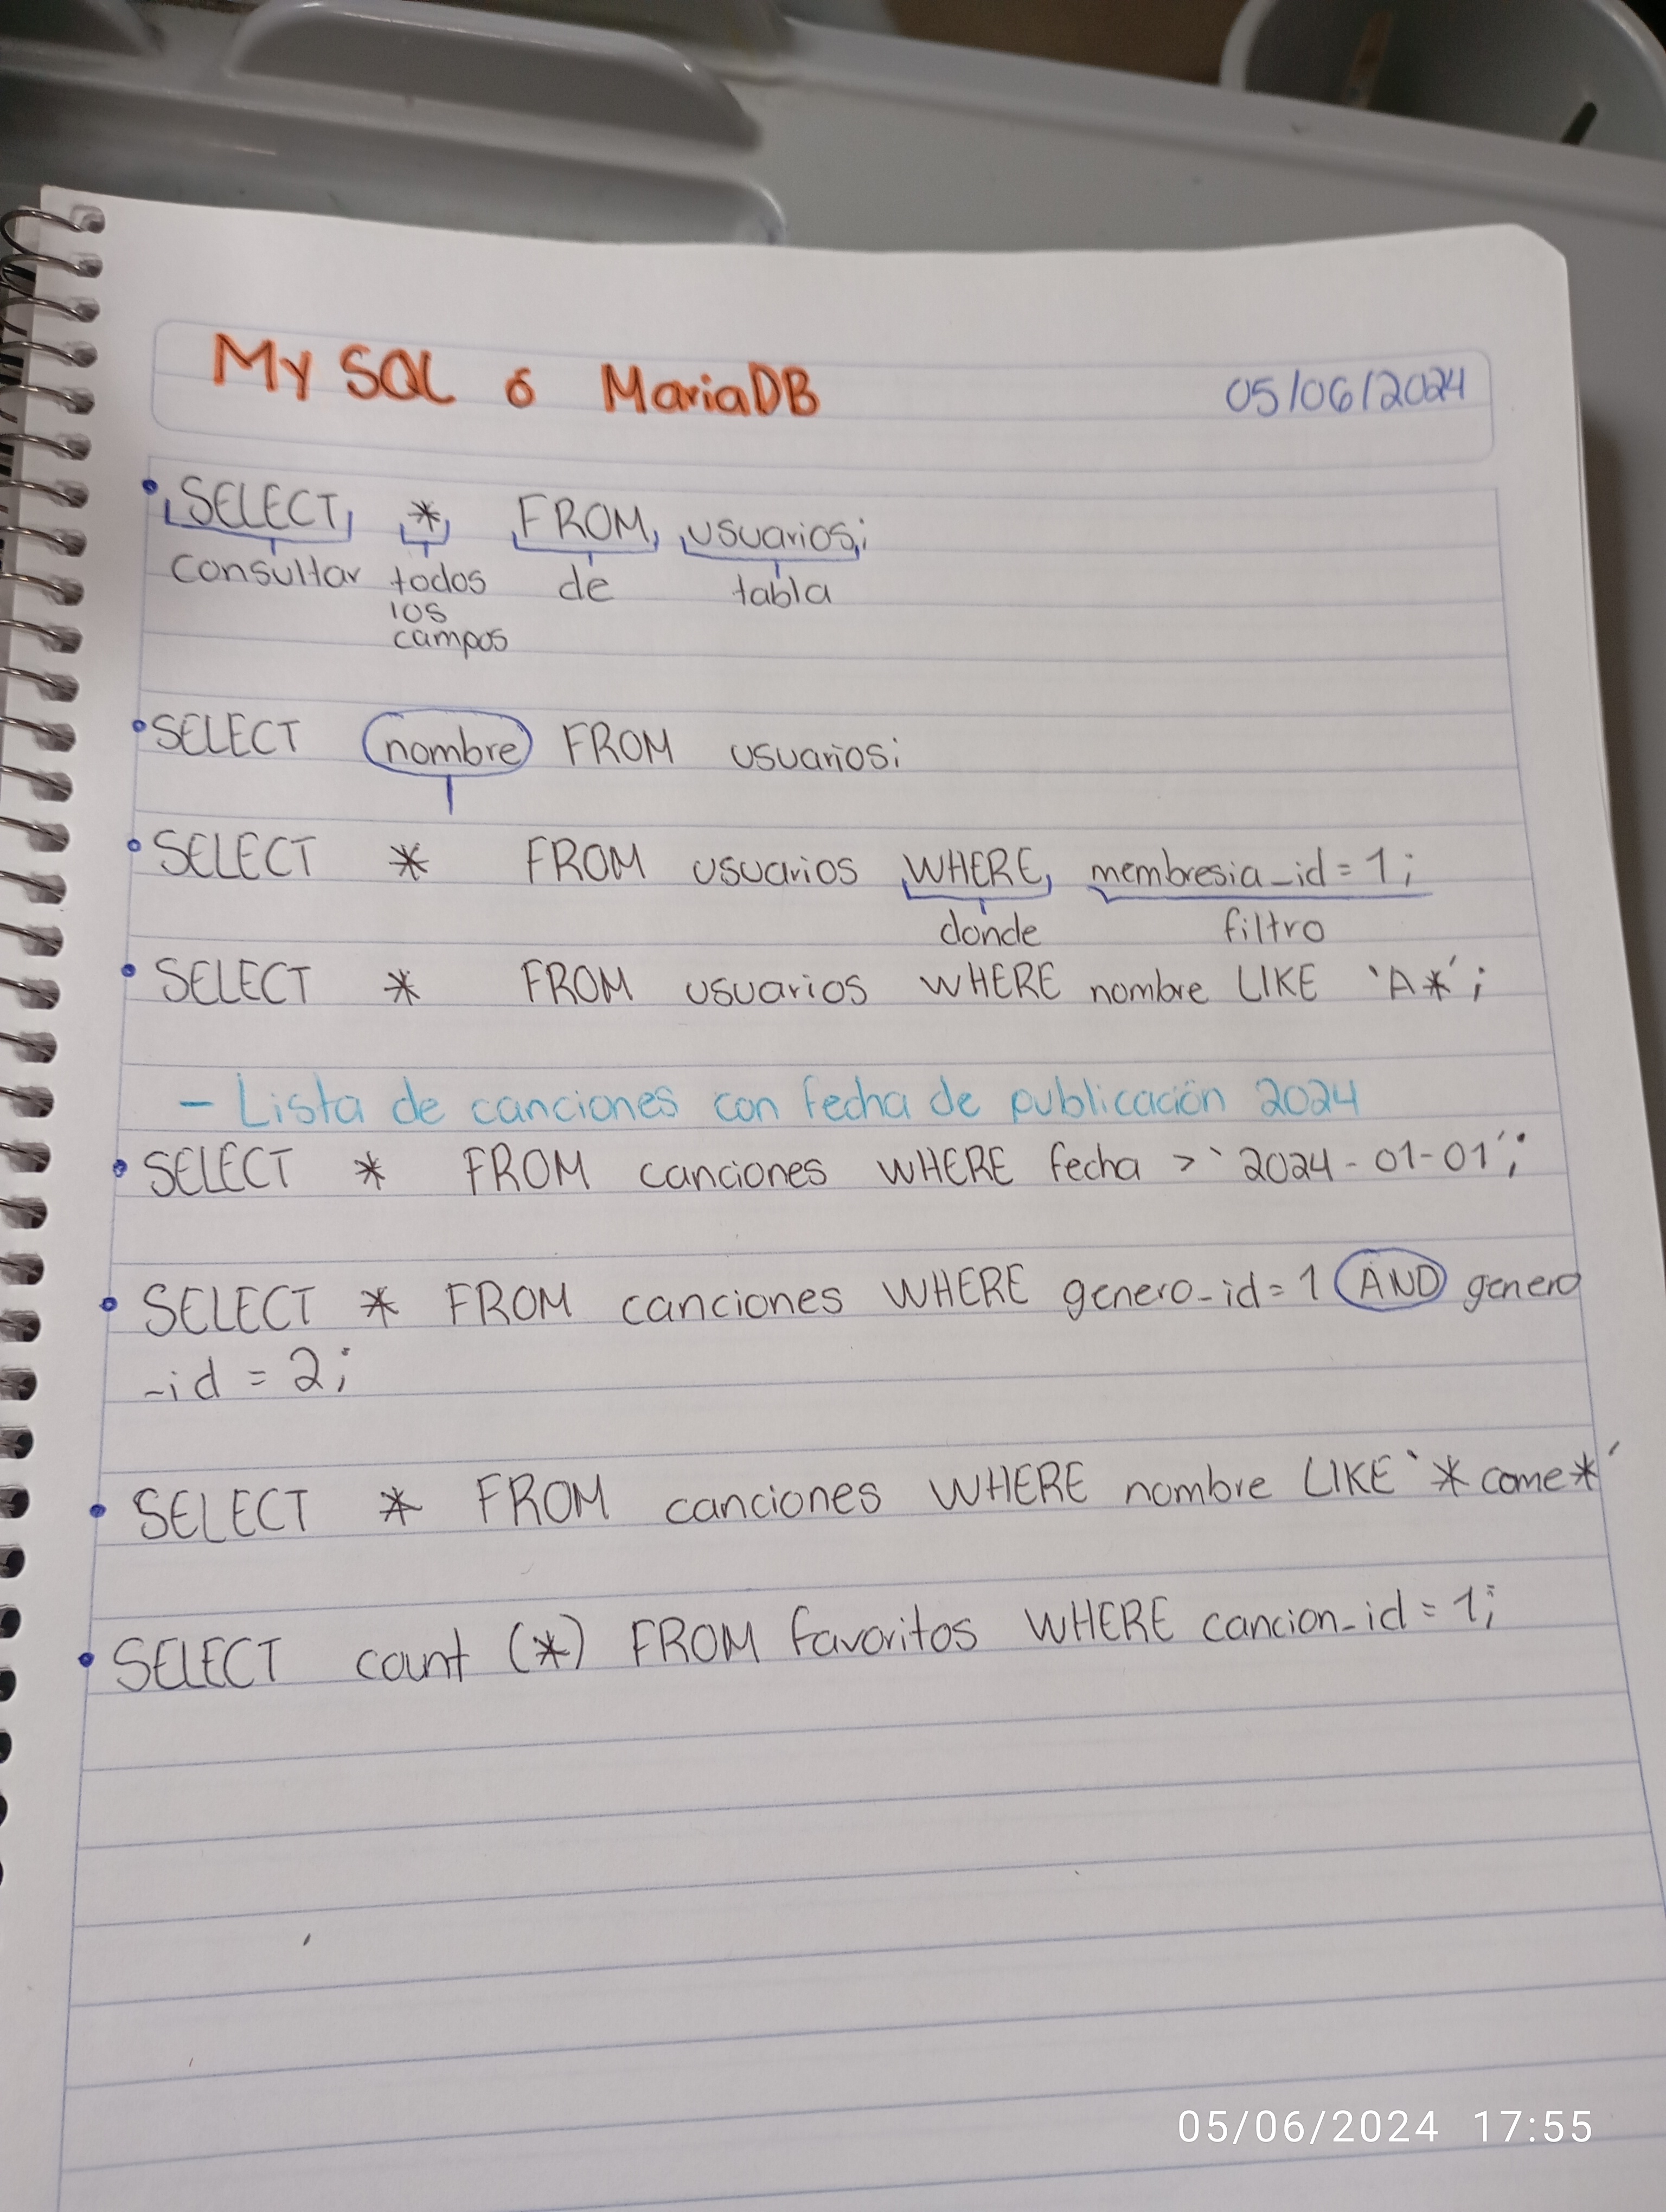 My SQL ó MariaDB 05/06/2024
SELECT * FROM usuarios;
consultar todos de tabla
los
campos
SELECT nombre FROM usuarios;
SELECT * FROM usuarios WHERE membresia_id = 1;
donde filtro
SELECT * FROM usuarios WHERE nombre LIKE 'A*';
- Lista de canciones con fecha de publicación 2024
SELECT * FROM canciones WHERE fecha > '2024-01-01';
SELECT * FROM canciones WHERE genero_id = 1 AND genero
_id = 2;
SELECT * FROM canciones WHERE nombre LIKE '*come*'
SELECT count (*) FROM favoritos WHERE cancion_id = 1;
05/06/2024 17:55